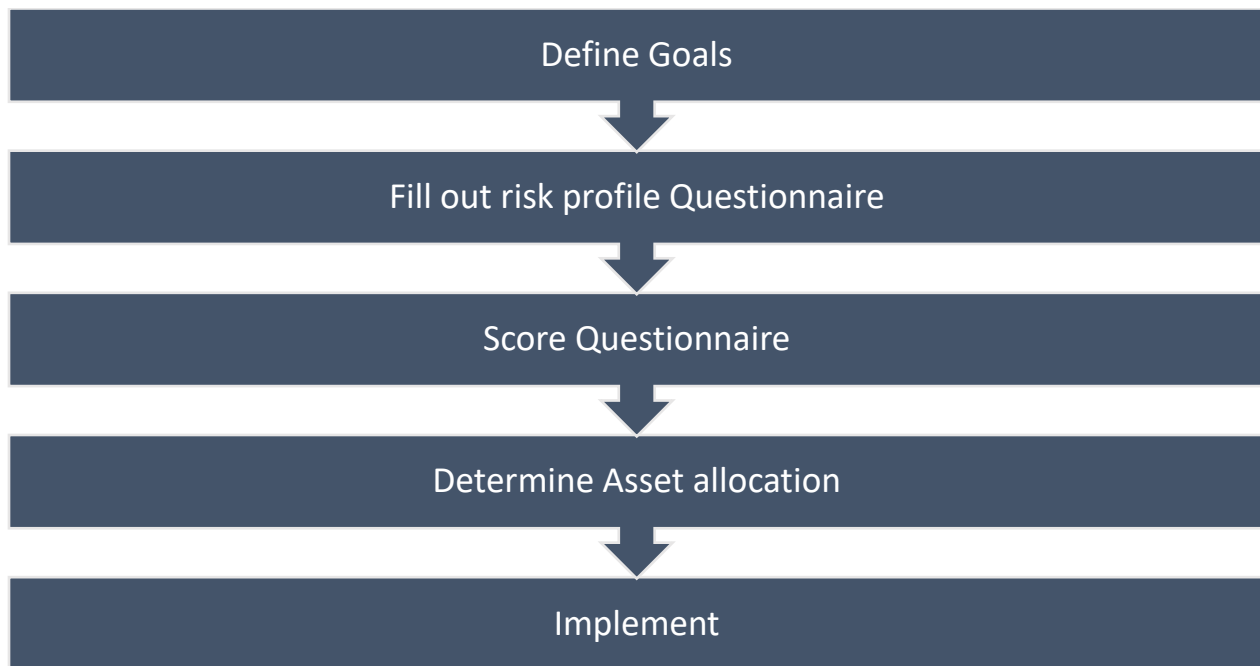 Define Goals
Fill out risk profile Questionnaire
Score Questionnaire
Determine Asset allocation
Implement